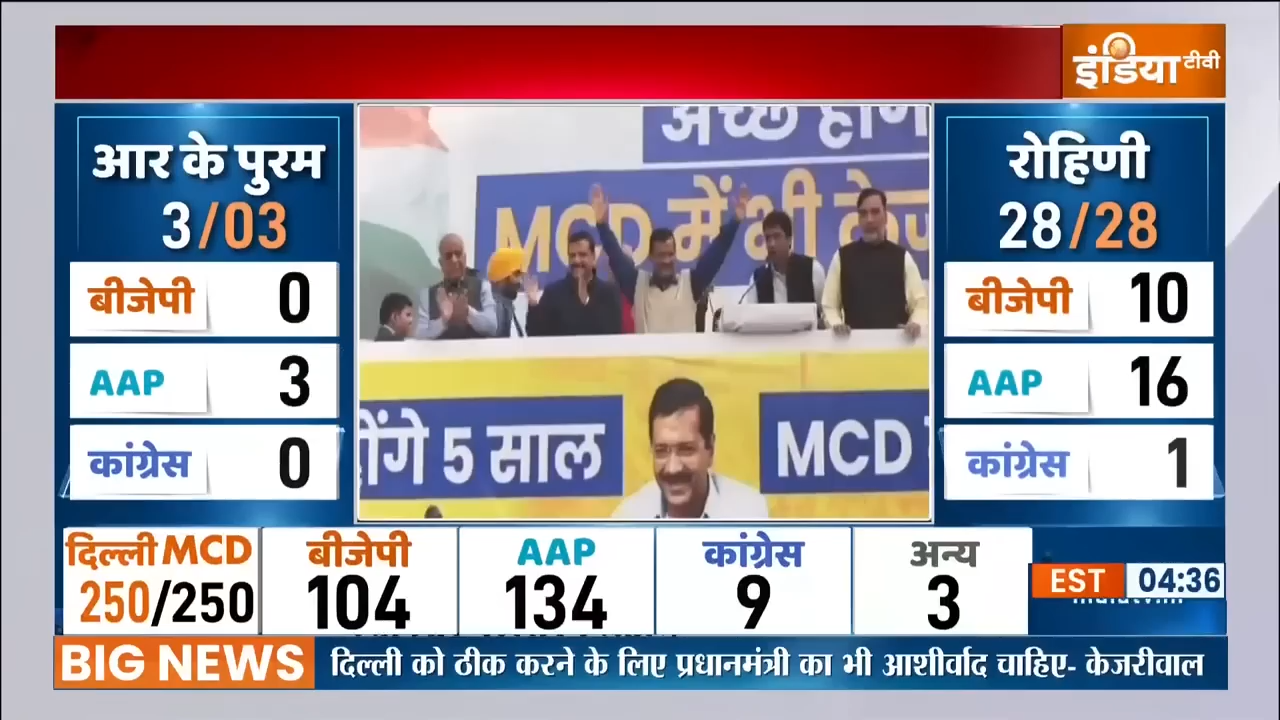 इंडिया टीवी
आर के पुरम
3/03
बीजेपी 0
AAP 3
कांग्रेस 0
MCD में भी
होंगे 5 साल
MCD
रोहिणी
28/28
बीजेपी 10
AAP 16
कांग्रेस 1
दिल्ली MCD
250/250
बीजेपी
104
AAP
134
कांग्रेस
9
अन्य
3
EST 04:36
BIG NEWS
दिल्ली को ठीक करने के लिए प्रधानमंत्री का भी आशीर्वाद चाहिए- केजरीवाल